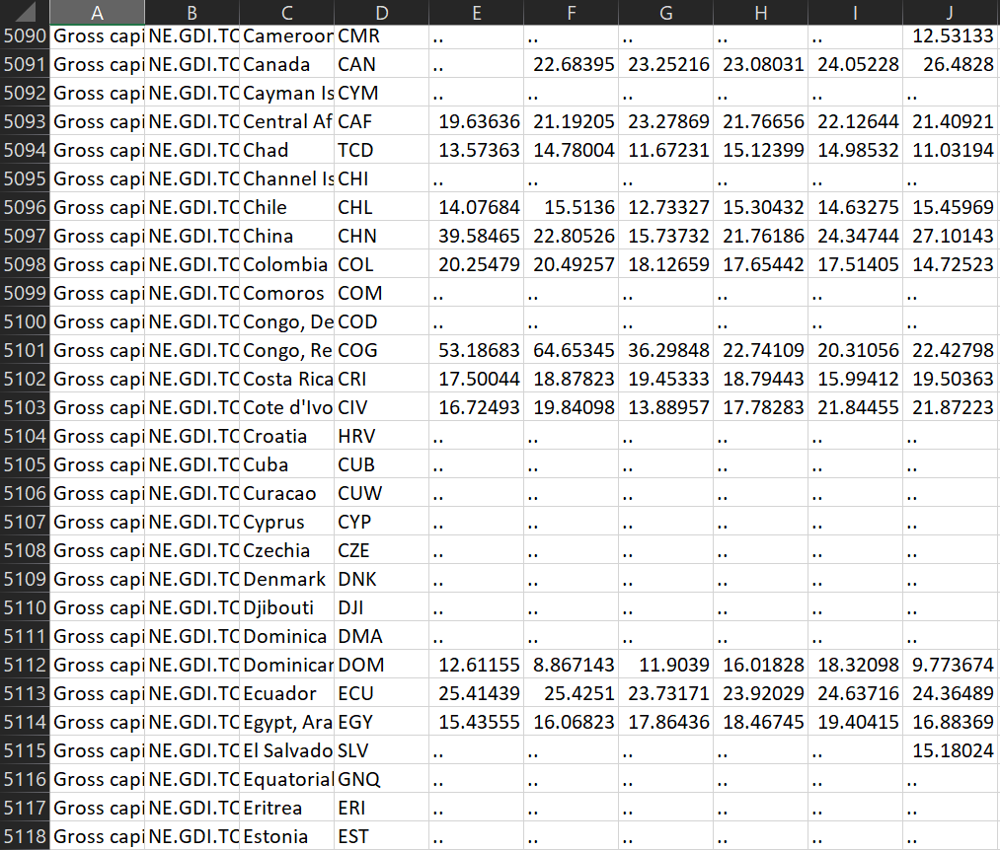 A B C D E F G H I J
5090 Gross capi NE.GDI.TC Cameroor CMR .. .. .. .. .. 12.53133
5091 Gross capi NE.GDI.TC Canada CAN .. 22.68395 23.25216 23.08031 24.05228 26.4828
5092 Gross capi NE.GDI.TC Cayman Is CYM .. .. .. .. .. ..
5093 Gross capi NE.GDI.TC Central Af CAF 19.63636 21.19205 23.27869 21.76656 22.12644 21.40921
5094 Gross capi NE.GDI.TC Chad TCD 13.57363 14.78004 11.67231 15.12399 14.98532 11.03194
5095 Gross capi NE.GDI.TC Channel Is CHI .. .. .. .. .. ..
5096 Gross capi NE.GDI.TC Chile CHL 14.07684 15.5136 12.73327 15.30432 14.63275 15.45969
5097 Gross capi NE.GDI.TC China CHN 39.58465 22.80526 15.73732 21.76186 24.34744 27.10143
5098 Gross capi NE.GDI.TC Colombia COL 20.25479 20.49257 18.12659 17.65442 17.51405 14.72523
5099 Gross capi NE.GDI.TC Comoros COM .. .. .. .. .. ..
5100 Gross capi NE.GDI.TC Congo, De COD .. .. .. .. .. ..
5101 Gross capi NE.GDI.TC Congo, Re COG 53.18683 64.65345 36.29848 22.74109 20.31056 22.42798
5102 Gross capi NE.GDI.TC Costa Rica CRI 17.50044 18.87823 19.45333 18.79443 15.99412 19.50363
5103 Gross capi NE.GDI.TC Cote d'Ivo CIV 16.72493 19.84098 13.88957 17.78283 21.84455 21.87223
5104 Gross capi NE.GDI.TC Croatia HRV .. .. .. .. .. ..
5105 Gross capi NE.GDI.TC Cuba CUB .. .. .. .. .. ..
5106 Gross capi NE.GDI.TC Curacao CUW .. .. .. .. .. ..
5107 Gross capi NE.GDI.TC Cyprus CYP .. .. .. .. .. ..
5108 Gross capi NE.GDI.TC Czechia CZE .. .. .. .. .. ..
5109 Gross capi NE.GDI.TC Denmark DNK .. .. .. .. .. ..
5110 Gross capi NE.GDI.TC Djibouti DJI .. .. .. .. .. ..
5111 Gross capi NE.GDI.TC Dominica DMA .. .. .. .. .. ..
5112 Gross capi NE.GDI.TC Dominicar DOM 12.61155 8.867143 11.9039 16.01828 18.32098 9.773674
5113 Gross capi NE.GDI.TC Ecuador ECU 25.41439 25.4251 23.73171 23.92029 24.63716 24.36489
5114 Gross capi NE.GDI.TC Egypt, Ara EGY 15.43555 16.06823 17.86436 18.46745 19.40415 16.88369
5115 Gross capi NE.GDI.TC El Salvado SLV .. .. .. .. .. 15.18024
5116 Gross capi NE.GDI.TC Equatorial GNQ .. .. .. .. .. ..
5117 Gross capi NE.GDI.TC Eritrea ERI .. .. .. .. .. ..
5118 Gross capi NE.GDI.TC Estonia EST .. .. .. .. .. ..